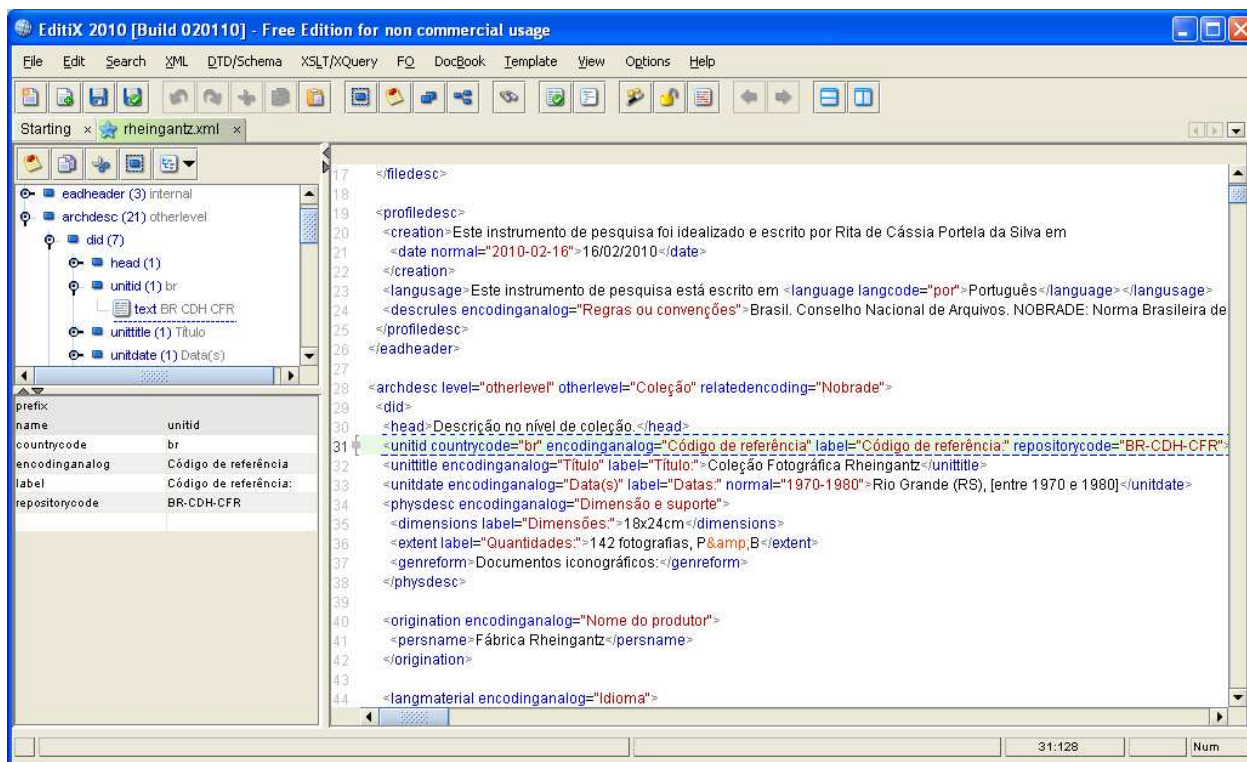 EditiX 2010 [Build 020110] - Free Edition for non commercial usage
File Edit Search XML DTD/Schema XSLT/XQuery FO DocBook Template View Options Help
Starting × rheingantz.xml ×
eadheader (3) internal
archdesc (21) otherlevel
did (7)
head (1)
unitid (1) br
text BR CDH CFR
unittitle (1) Título
unitdate (1) Data(s)
prefix
name unitid
countrycode br
encodinganalog Código de referência
label Código de referência:
repositorycode BR-CDH-CFR
17 </filedesc>
18
19 <profiledesc>
20 <creation>Este instrumento de pesquisa foi idealizado e escrito por Rita de Cássia Portela da Silva em
21 <date normal="2010-02-16">16/02/2010</date>
22 </creation>
23 <langusage>Este instrumento de pesquisa está escrito em <language langcode="por">Português</language></langusage>
24 <descrules encodinganalog="Regras ou convenções">Brasil. Conselho Nacional de Arquivos. NOBRADE: Norma Brasileira de
25 </profiledesc>
26 </eadheader>
27
28 <archdesc level="otherlevel" otherlevel="Coleção" relatedencoding="Nobrade">
29 <did>
30 <head>Descrição no nível de coleção.</head>
31 <unitid countrycode="br" encodinganalog="Código de referência" label="Código de referência:" repositorycode="BR-CDH-CFR">
32 <unittitle encodinganalog="Título" label="Título:">Coleção Fotográfica Rheingantz</unittitle>
33 <unitdate encodinganalog="Data(s)" label="Datas:" normal="1970-1980">Rio Grande (RS), [entre 1970 e 1980]</unitdate>
34 <physdesc encodinganalog="Dimensão e suporte">
35 <dimensions label="Dimensões:">18x24cm</dimensions>
36 <extent label="Quantidades:">142 fotografias, P&amp;B</extent>
37 <genreform>Documentos iconográficos:</genreform>
38 </physdesc>
39
40 <origination encodinganalog="Nome do produtor">
41 <persname>Fábrica Rheingantz</persname>
42 </origination>
43
44 <langmaterial encodinganalog="Idioma">
31:128 Num